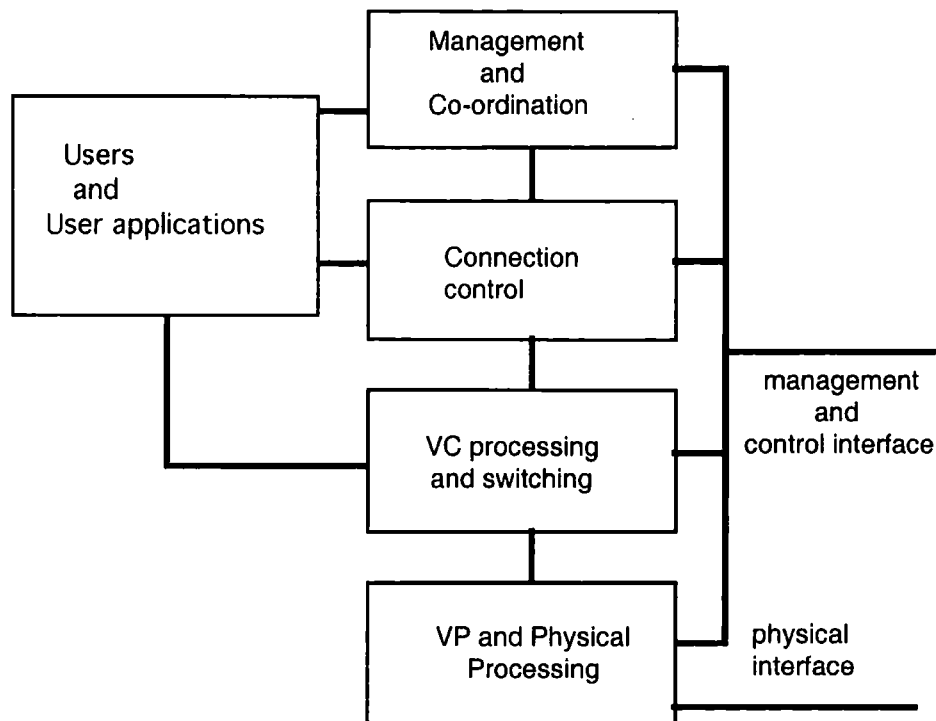 Management
and
Co-ordination
Users
and
User applications
Connection
control
VC processing
and switching
management
and
control interface
VP and Physical
Processing
physical
interface